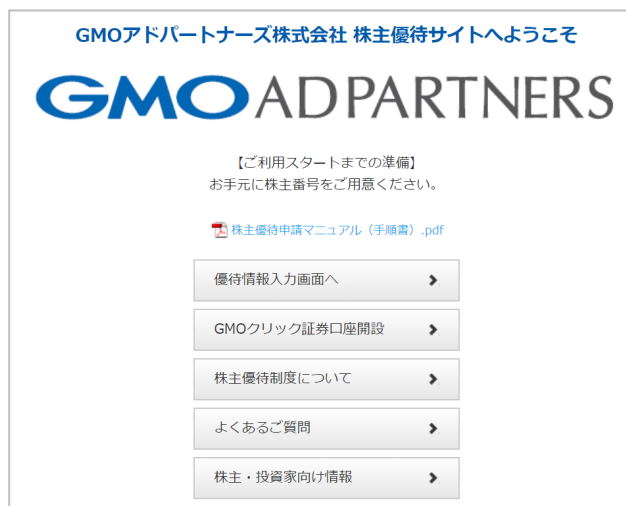 GMOアドパートナーズ株式会社 株主優待サイトへようこそ
GMO AD PARTNERS
【ご利用スタートまでの準備】
お手元に株主番号をご用意ください。
株主優待申請マニュアル（手順書）.pdf
優待情報入力画面へ
GMOクリック証券口座開設
株主優待制度について
よくあるご質問
株主・投資家向け情報